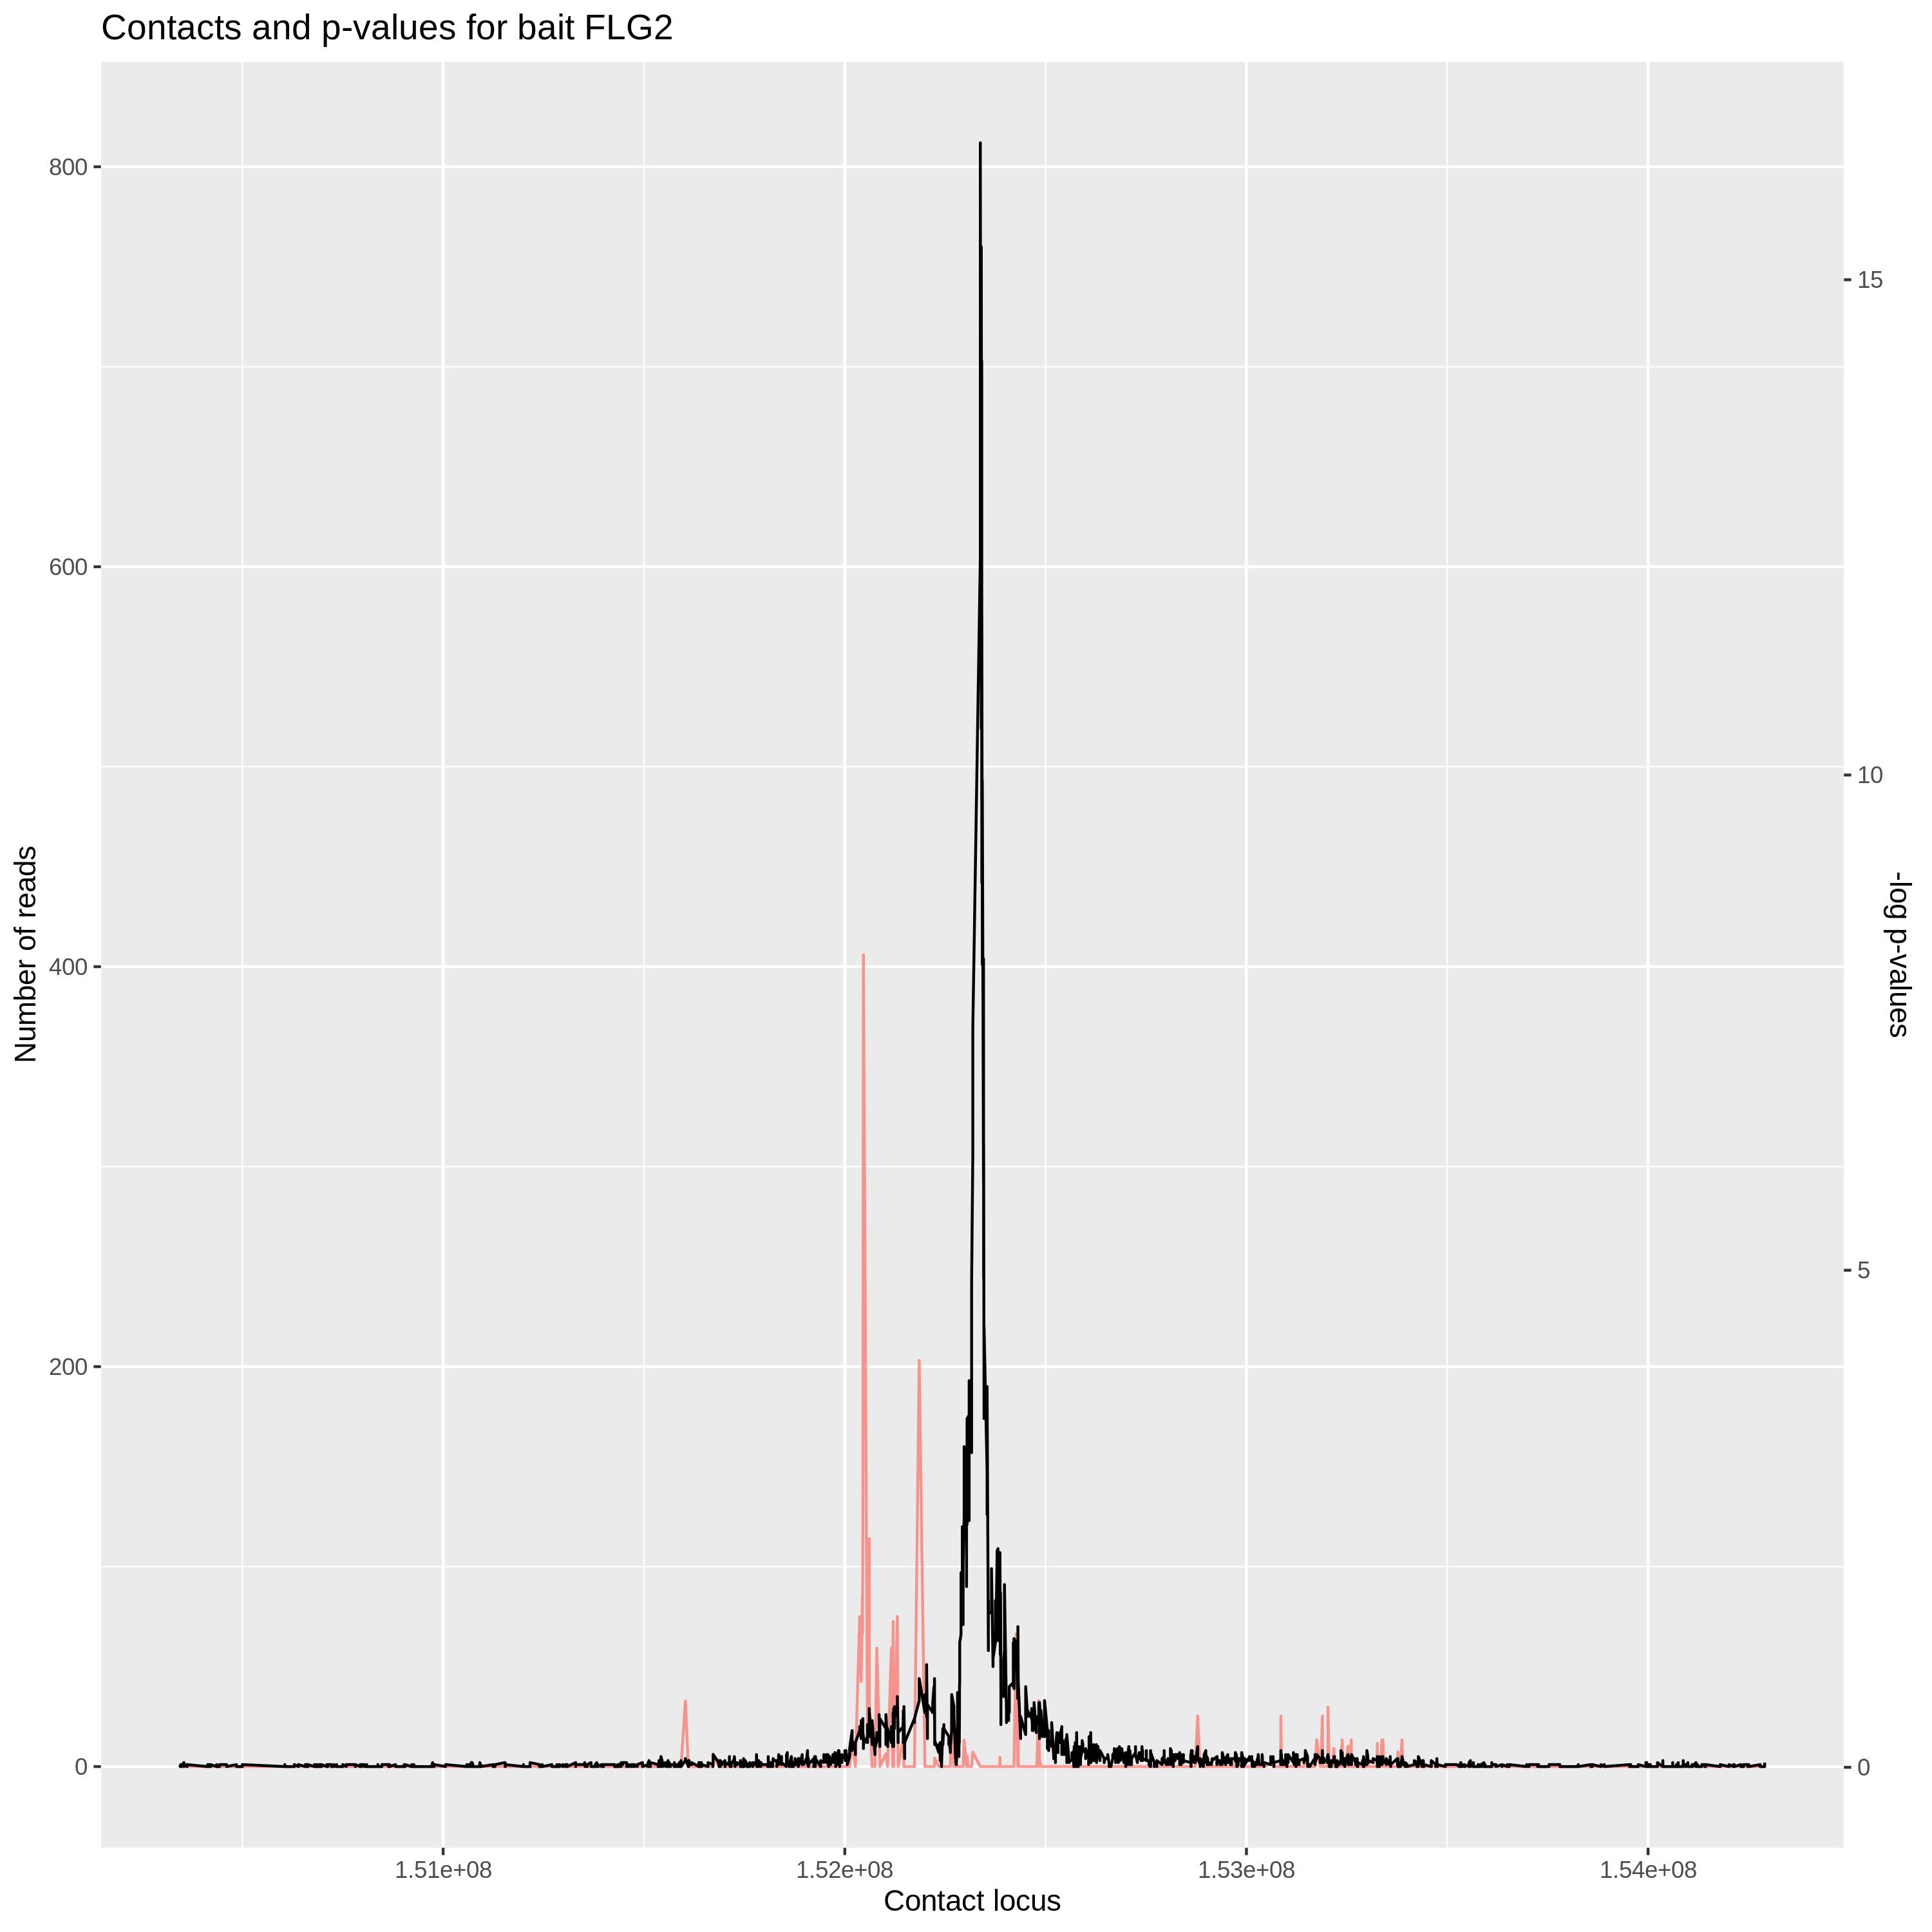 Contacts and p-values for bait FLG2
800
600
400
200
0
Number of reads
15
10
5
0
-log p-values
1.51e+08
1.52e+08
1.53e+08
1.54e+08
Contact locus